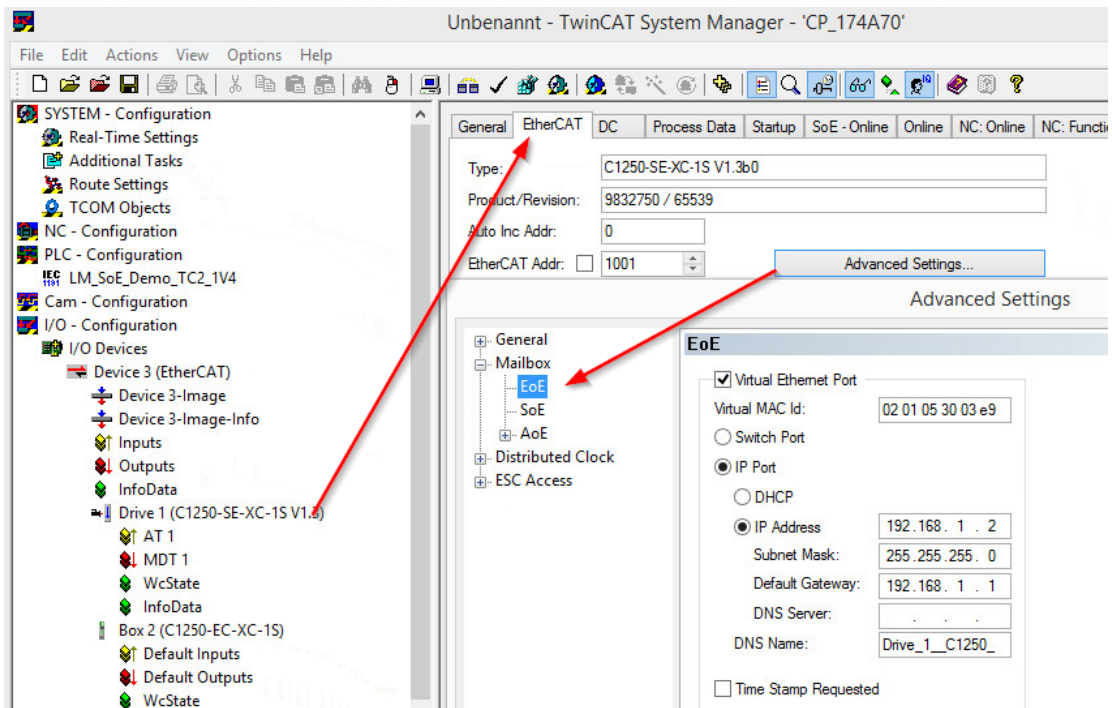 Unbenannt - TwinCAT System Manager - 'CP_174A70'
File Edit Actions View Options Help
SYSTEM - Configuration
Real-Time Settings
Additional Tasks
Route Settings
TCOM Objects
NC - Configuration
PLC - Configuration
IEC 1131 LM_SoE_Demo_TC2_1V4
Cam - Configuration
I/O - Configuration
I/O Devices
Device 3 (EtherCAT)
Device 3-Image
Device 3-Image-Info
Inputs
Outputs
InfoData
Drive 1 (C1250-SE-XC-1S V1.3)
AT 1
MDT 1
WcState
InfoData
Box 2 (C1250-EC-XC-1S)
Default Inputs
Default Outputs
WcState
General EtherCAT DC Process Data Startup SoE - Online Online NC: Online NC: Functi
Type: C1250-SE-XC-1S V1.3b0
Product/Revision: 9832750 / 65539
Auto Inc Addr: 0
EtherCAT Addr: 1001 Advanced Settings...
Advanced Settings
General
Mailbox
EoE
SoE
AoE
Distributed Clock
ESC Access
EoE
Virtual Ethernet Port
Virtual MAC Id: 02 01 05 30 03 e9
Switch Port
IP Port
DHCP
IP Address 192.168. 1 . 2
Subnet Mask: 255.255.255. 0
Default Gateway: 192.168. 1 . 1
DNS Server: . . .
DNS Name: Drive_1__C1250_
Time Stamp Requested